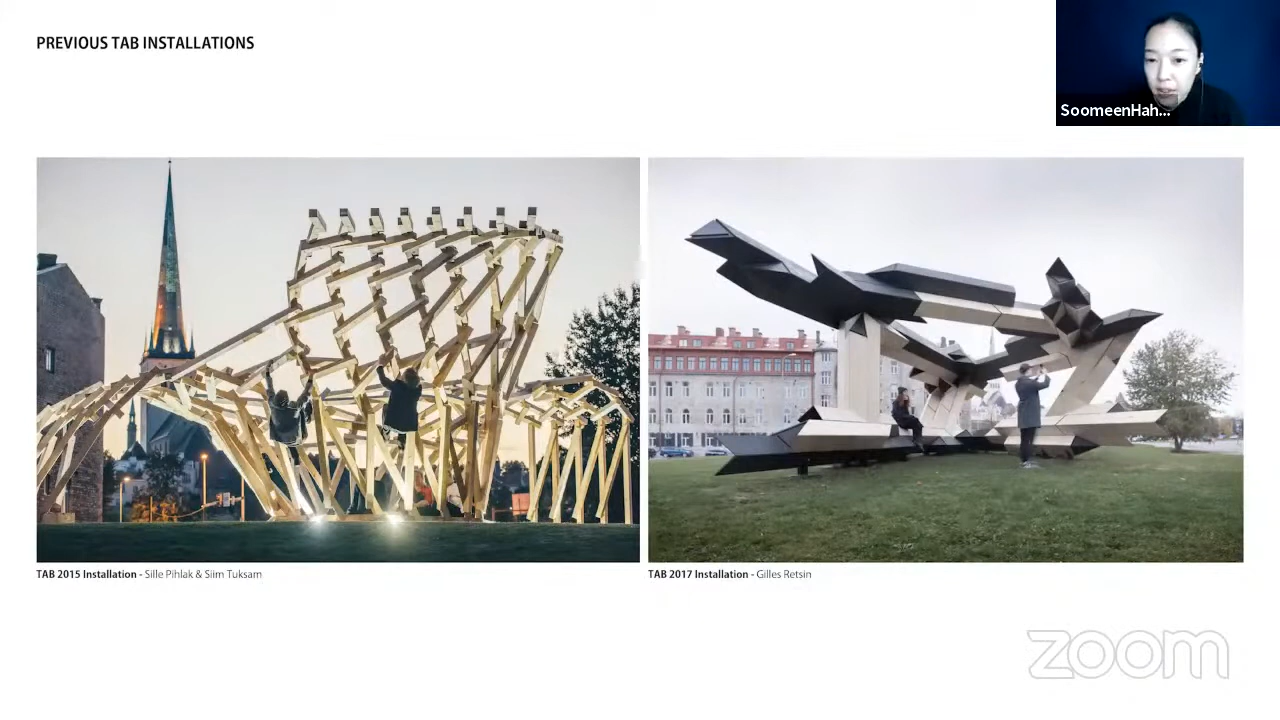 PREVIOUS TAB INSTALLATIONS
SoomeenHah...
TAB 2015 Installation - Sille Pihlak & Siim Tuksam
TAB 2017 Installation - Gilles Retsin
zoom